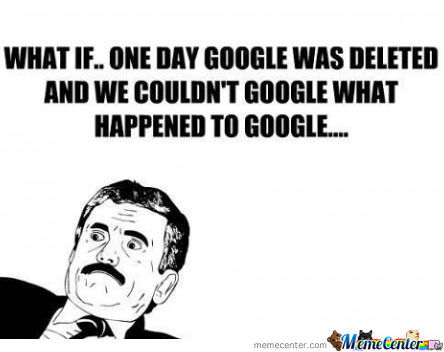 WHAT IF.. ONE DAY GOOGLE WAS DELETED
AND WE COULDN'T GOOGLE WHAT
HAPPENED TO GOOGLE....
memecenter.com MemeCenter